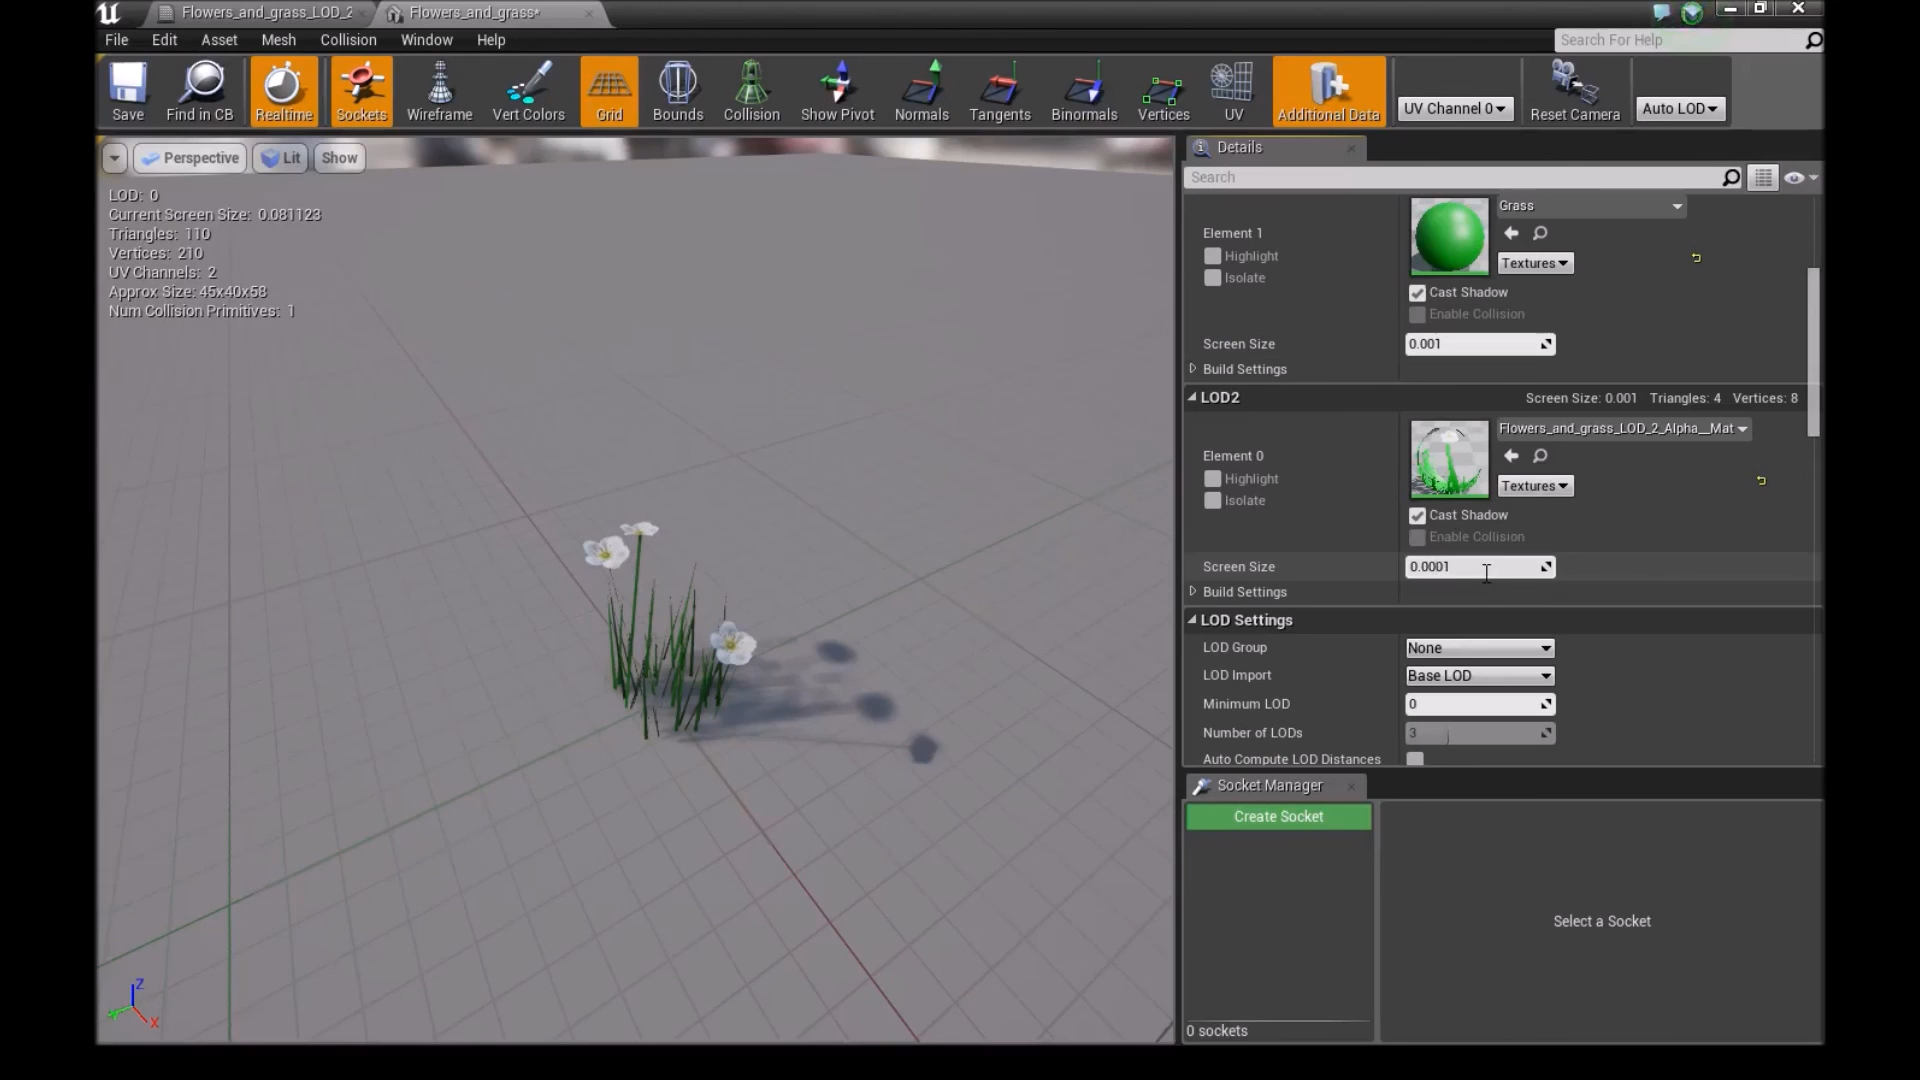 Flowers_and_grass_LOD_2
Flowers_and_grass*
File Edit Asset Mesh Collision Window Help
Search For Help
Save
Find in CB
Realtime
Sockets
Wireframe
Vert Colors
Grid
Bounds
Collision
Show Pivot
Normals
Tangents
Binormals
Vertices
UV
Additional Data
UV Channel 0
Reset Camera
Auto LOD
Perspective
Lit
Show
LOD: 0
Current Screen Size: 0.081123
Triangles: 110
Vertices: 210
UV Channels: 2
Approx Size: 45x40x58
Num Collision Primitives: 1
Z
X
Details
Search
Element 1
Highlight
Isolate
Grass
Textures
Cast Shadow
Enable Collision
Screen Size 0.001
Build Settings
LOD2 Screen Size: 0.001 Triangles: 4 Vertices: 8
Element 0
Highlight
Isolate
Flowers_and_grass_LOD_2_Alpha__Mat
Textures
Cast Shadow
Enable Collision
Screen Size 0.0001
Build Settings
LOD Settings
LOD Group None
LOD Import Base LOD
Minimum LOD 0
Number of LODs 3
Auto Compute LOD Distances
Socket Manager
Create Socket
Select a Socket
0 sockets